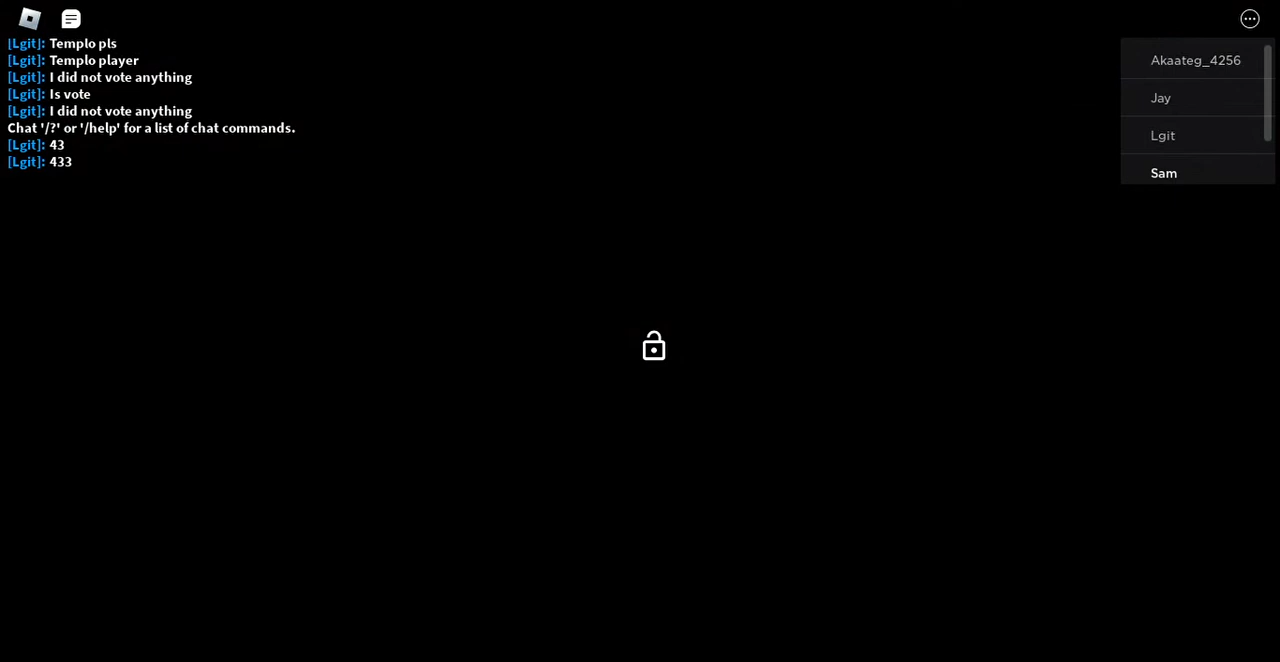 [Lgit]: Templo pls
[Lgit]: Templo player
[Lgit]: I did not vote anything
[Lgit]: Is vote
[Lgit]: I did not vote anything
Chat '/?' or '/help' for a list of chat commands.
[Lgit]: 43
[Lgit]: 433
Akaateg_4256
Jay
Lgit
Sam